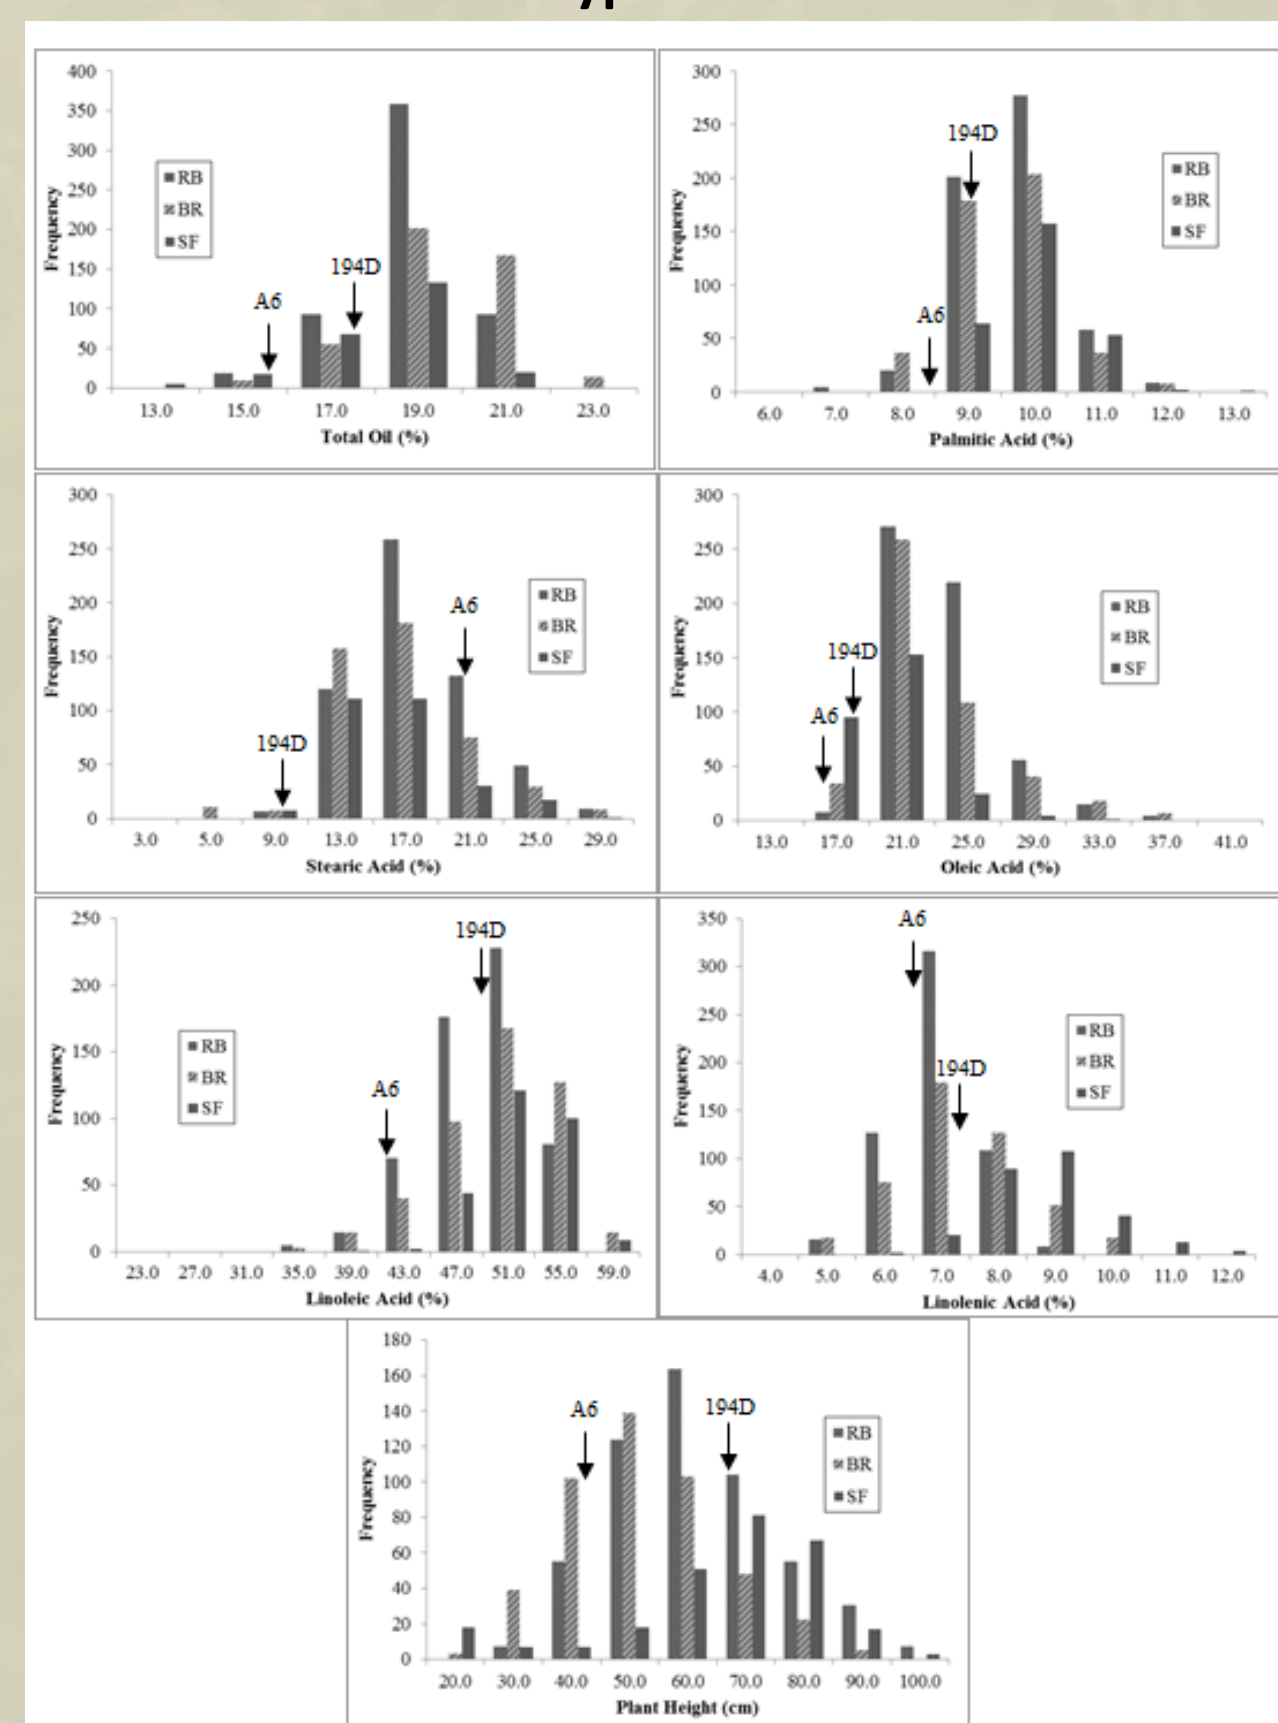 400
350
300
250
200
150
100
50
0
Frequency
RB
BR
SF
A6
194D
13.0 15.0 17.0 19.0 21.0 23.0
Total Oil (%)
300
250
200
150
100
50
0
Frequency
194D
A6
RB
BR
SF
6.0 7.0 8.0 9.0 10.0 11.0 12.0 13.0
Palmitic Acid (%)
300
250
200
150
100
50
0
Frequency
194D
A6
RB
BR
SF
3.0 5.0 9.0 13.0 17.0 21.0 25.0 29.0
Stearic Acid (%)
300
250
200
150
100
50
0
Frequency
194D
A6
RB
BR
SF
13.0 17.0 21.0 25.0 29.0 33.0 37.0 41.0
Oleic Acid (%)
250
200
150
100
50
0
Frequency
194D
A6
RB
BR
SF
23.0 27.0 31.0 35.0 39.0 43.0 47.0 51.0 55.0 59.0
Linoleic Acid (%)
350
300
250
200
150
100
50
0
Frequency
A6
194D
RB
BR
SF
4.0 5.0 6.0 7.0 8.0 9.0 10.0 11.0 12.0
Linolenic Acid (%)
180
160
140
120
100
80
60
40
20
0
Frequency
A6
194D
RB
BR
SF
20.0 30.0 40.0 50.0 60.0 70.0 80.0 90.0 100.0
Plant Height (cm)